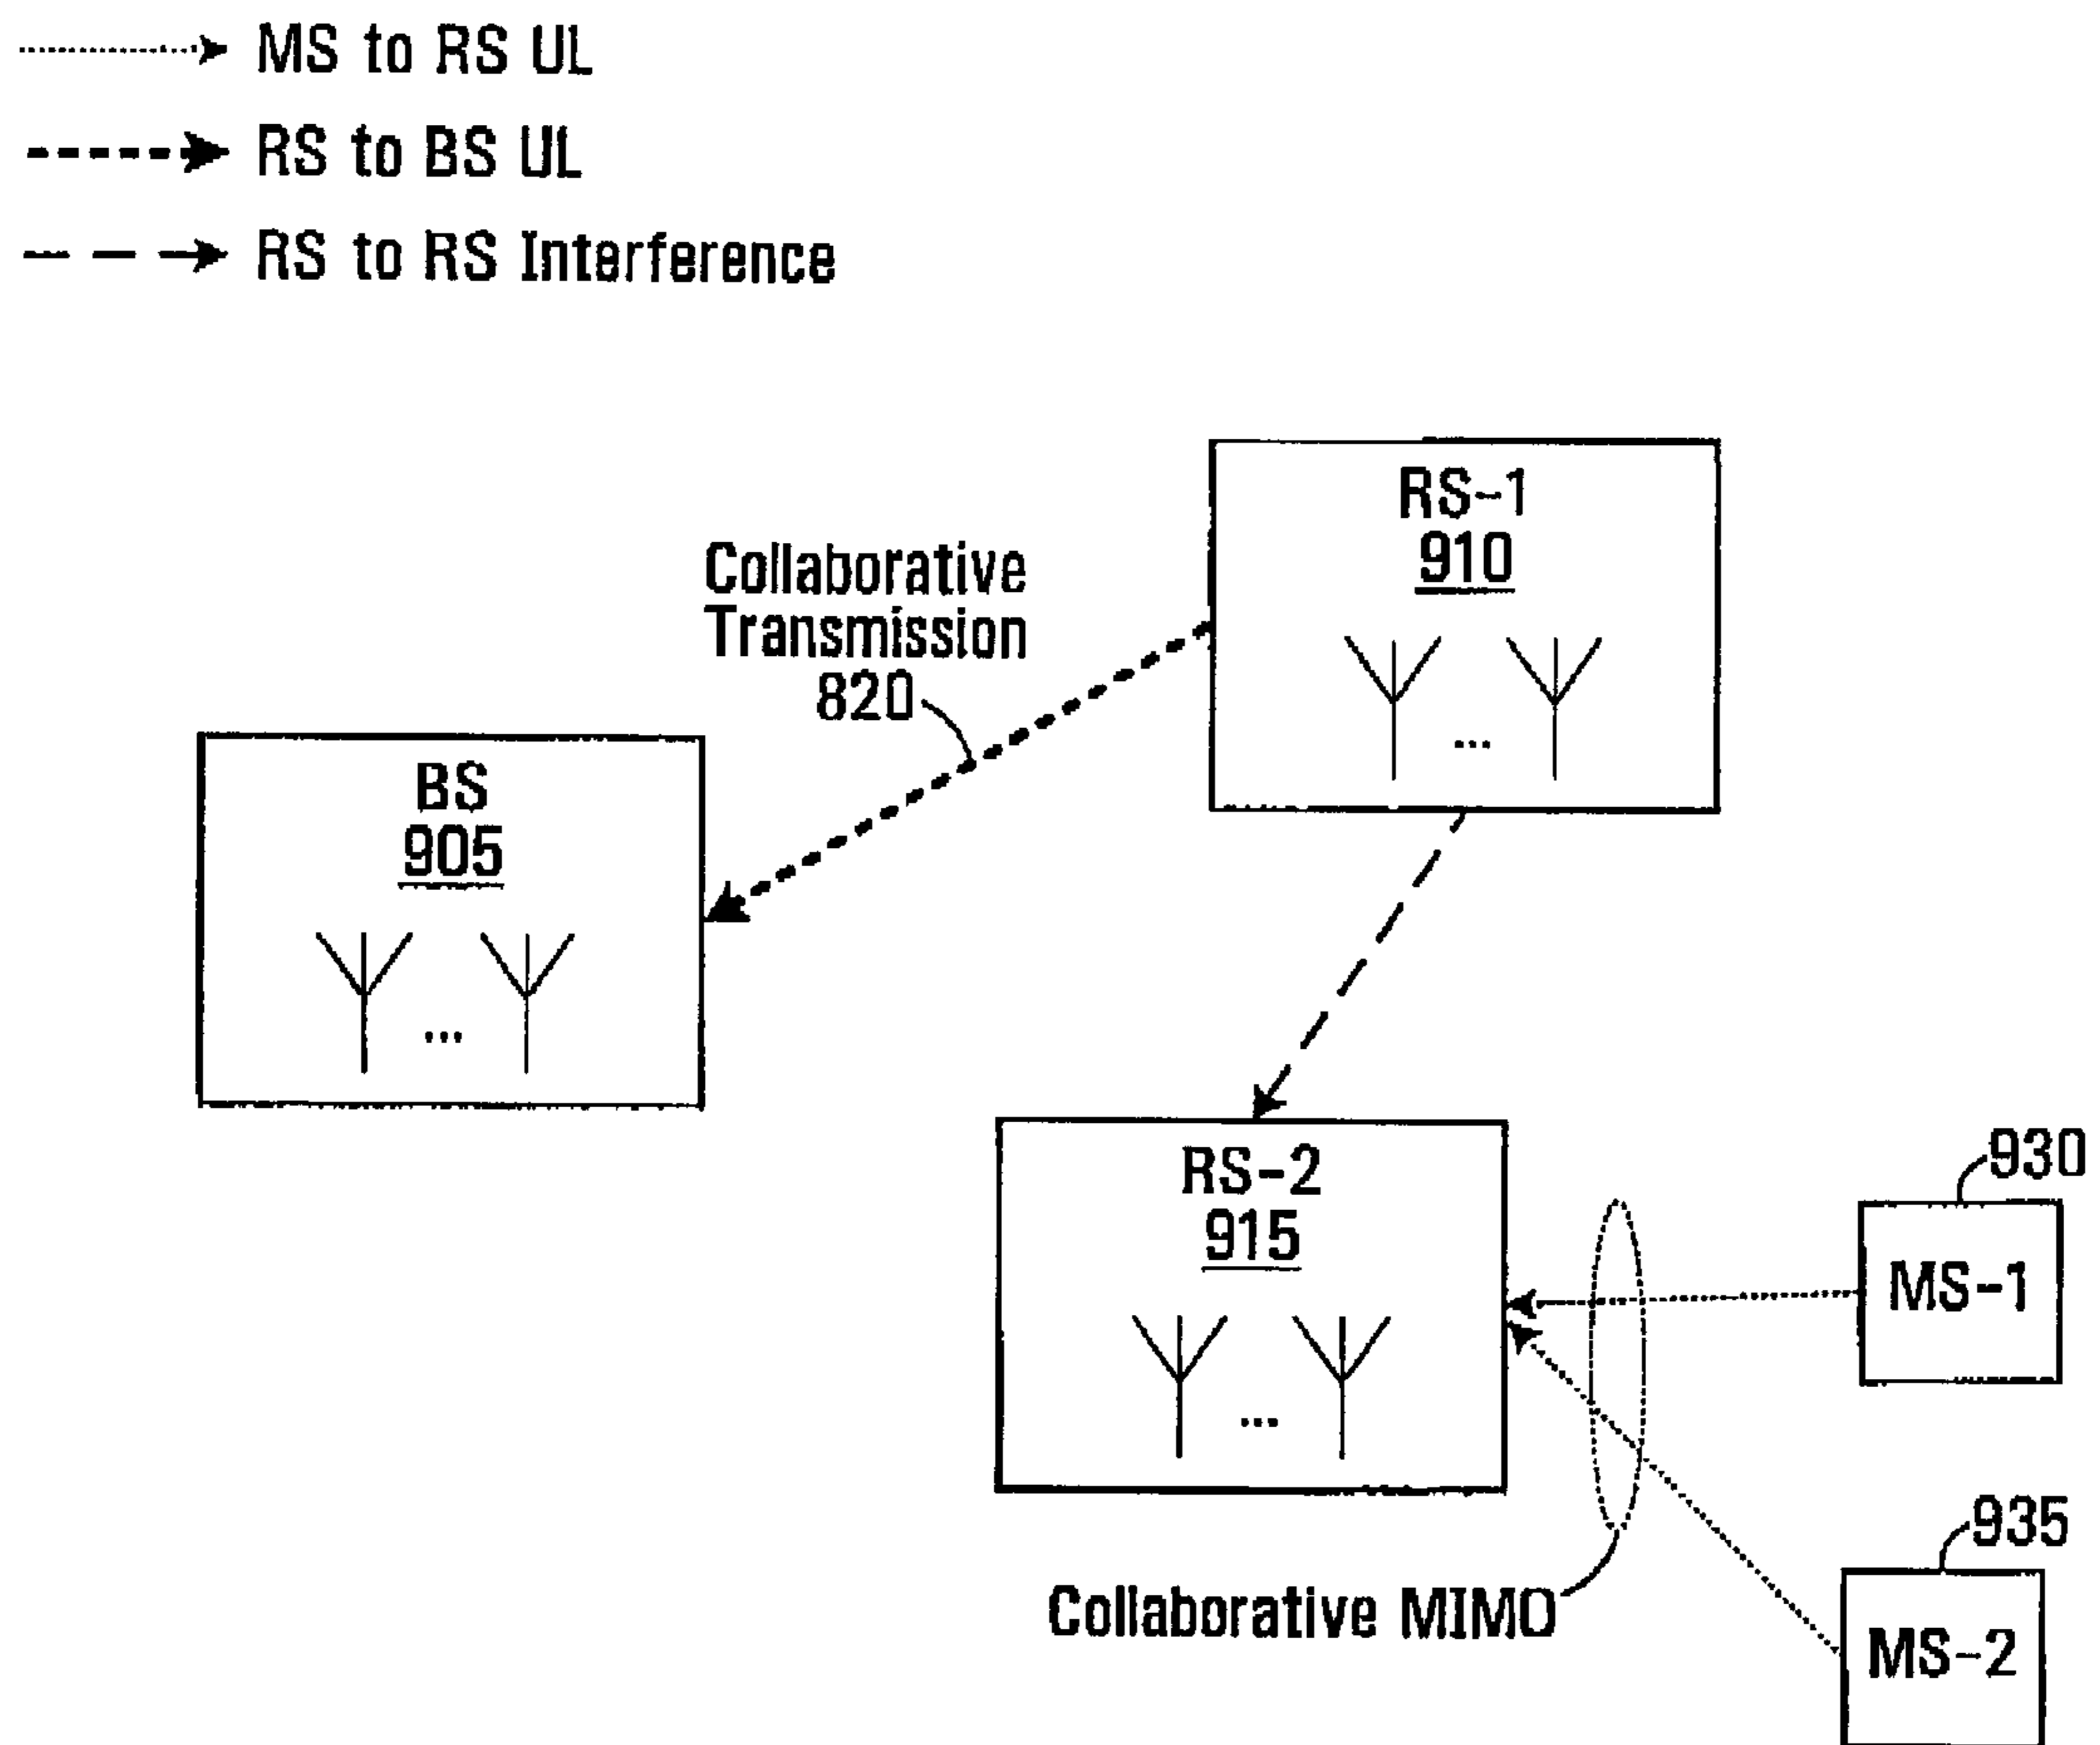 MS to RS UL
RS to BS UL
RS to RS Interference
RS-1
910
Collaborative
Transmission
820
BS
905
...
...
RS-2
915
...
930
MS-1
935
MS-2
Collaborative MIMO